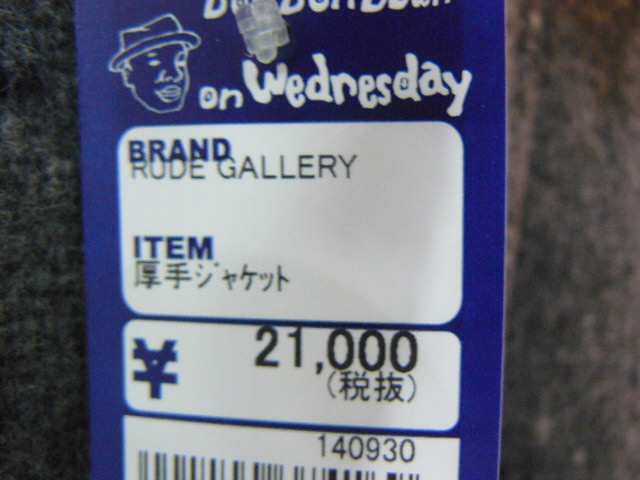 on Wednesday
BRAND
RUDE GALLERY
ITEM
厚手ジャケット
¥ 21,000
(税抜)
140930